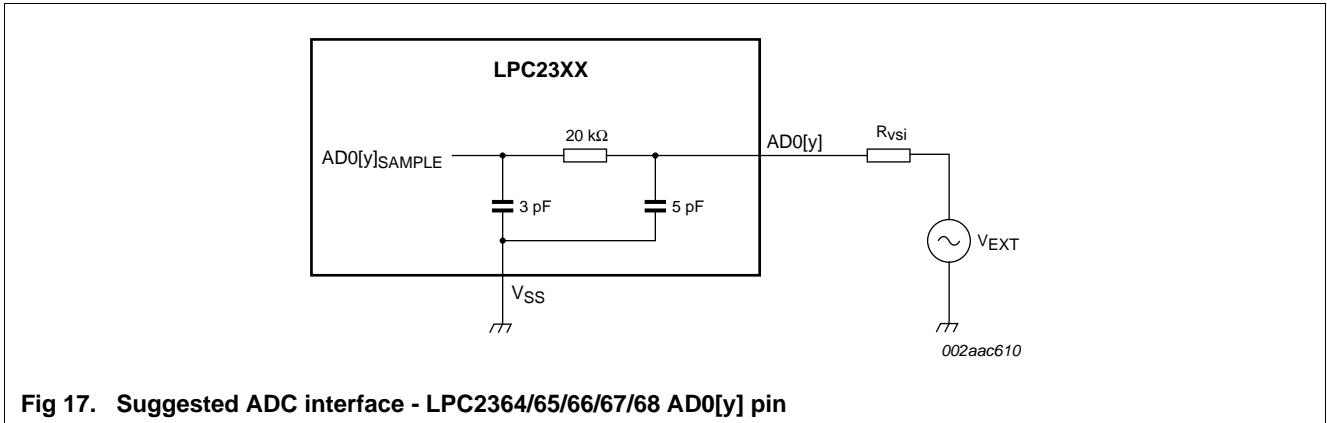 LPC23XX
20 kΩ
AD0[y]
Rvsi
AD0[y]SAMPLE
3 pF
5 pF
VEXT
VSS
002aac610
Fig 17. Suggested ADC interface - LPC2364/65/66/67/68 AD0[y] pin